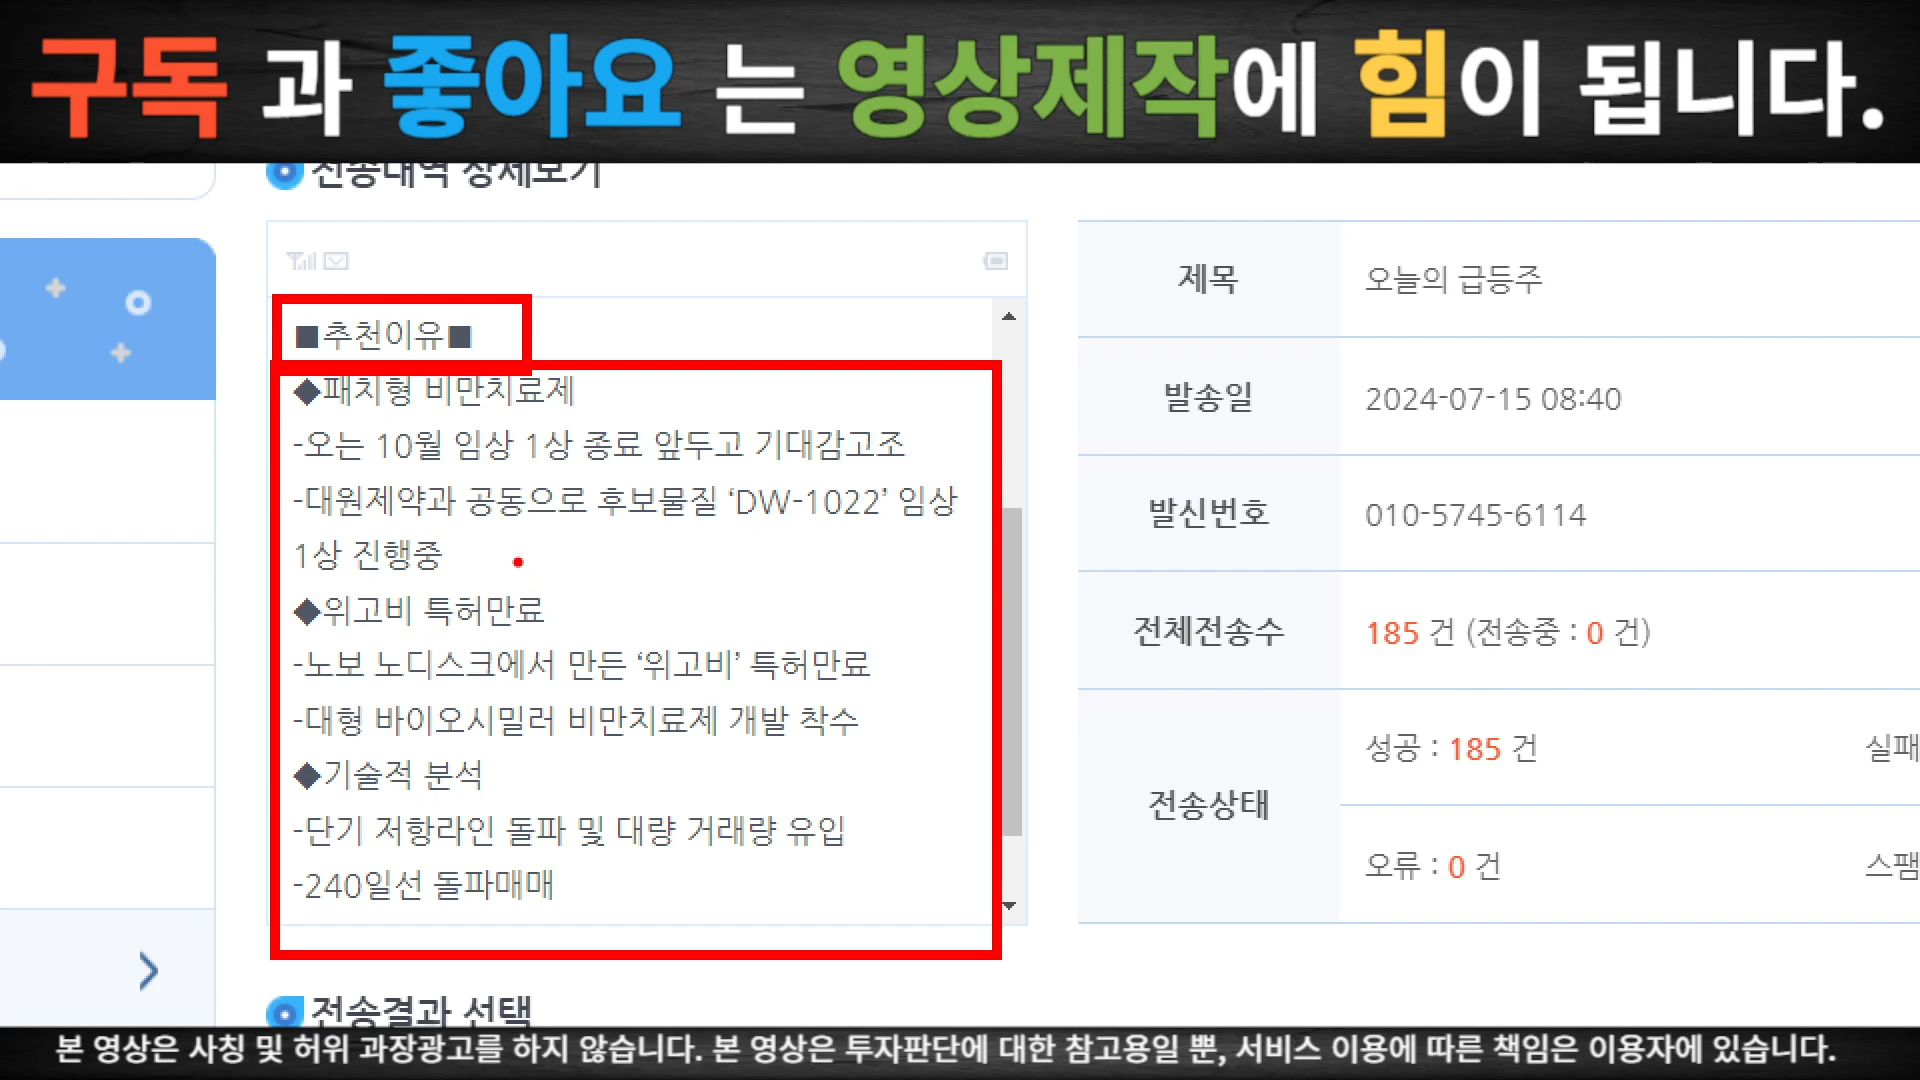 구독 과 좋아요 는 영상제작에 힘이 됩니다.
전송내역 상세보기
■추천이유■
◆패치형 비만치료제
-오는 10월 임상 1상 종료 앞두고 기대감고조
-대원제약과 공동으로 후보물질 ‘DW-1022’ 임상
1상 진행중
◆위고비 특허만료
-노보 노디스크에서 만든 ‘위고비’ 특허만료
-대형 바이오시밀러 비만치료제 개발 착수
◆기술적 분석
-단기 저항라인 돌파 및 대량 거래량 유입
-240일선 돌파매매
제목 오늘의 급등주
발송일 2024-07-15 08:40
발신번호 010-5745-6114
전체전송수 185 건 (전송중 : 0 건)
전송상태
성공 : 185 건 실패
오류 : 0 건 스팸
전송결과 선택
본 영상은 사칭 및 허위 과장광고를 하지 않습니다. 본 영상은 투자판단에 대한 참고용일 뿐, 서비스 이용에 따른 책임은 이용자에 있습니다.